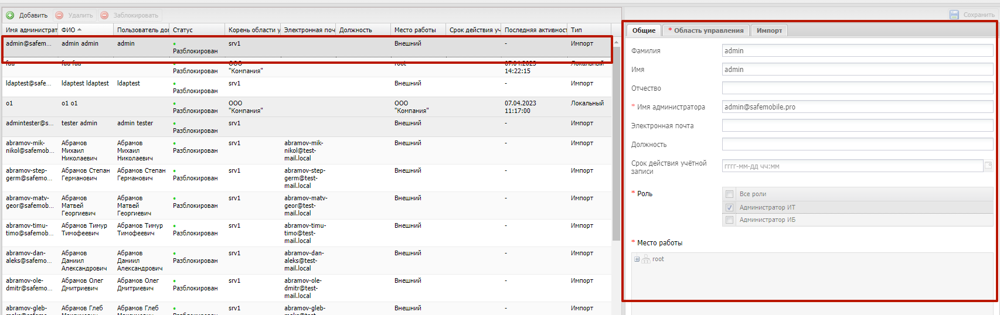 Добавить Удалить Заблокировать Сохранить
Имя администрат ФИО Пользователь дом Статус Корень области у Электронная поч Должность Место работы Срок действия уч Последняя активност Тип
admin@safem... admin admin admin Разблокирован srv1 Внешний - Импорт
fau fau fau Разблокирован ООО "Компания" root 07.04.2023 14:22:15 Локальный
ldaptest@safe... ldaptest ldaptest ldaptest Разблокирован srv1 Внешний - Импорт
o1 o1 o1 Разблокирован ООО "Компания" ООО "Компания" 07.04.2023 11:17:00 Локальный
admintester@s... tester admin admin tester Разблокирован srv1 Внешний - Импорт
abramov-mik-nikol@safemob... Абрамов Михаил Николаевич Абрамов Михаил Николаевич Разблокирован srv1 abramov-mik-nikol@test-mail.local Внешний - Импорт
abramov-step-germ@safemo... Абрамов Степан Германович Абрамов Степан Германович Разблокирован srv1 abramov-step-germ@test-mail.local Внешний - Импорт
abramov-matv-geor@safemob... Абрамов Матвей Георгиевич Абрамов Матвей Георгиевич Разблокирован srv1 abramov-matv-geor@test-mail.local Внешний - Импорт
abramov-timu-timo@safemob... Абрамов Тимур Тимофеевич Абрамов Тимур Тимофеевич Разблокирован srv1 abramov-timu-timo@test-mail.local Внешний - Импорт
abramov-dan-aleks@safemo... Абрамов Даниил Александрович Абрамов Даниил Александрович Разблокирован srv1 abramov-dan-aleks@test-mail.local Внешний - Импорт
abramov-ole-dmitr@safemo... Абрамов Олег Дмитриевич Абрамов Олег Дмитриевич Разблокирован srv1 abramov-ole-dmitr@test-mail.local Внешний - Импорт
abramov-gleb- Абрамов Глеб Абрамов Глеб Разблокирован srv1 abramov-gleb- Внешний - Импорт
Общие * Область управления Импорт
Фамилия admin
Имя admin
Отчество
* Имя администратора admin@safemobile.pro
Электронная почта
Должность
Срок действия учётной записи гггг-мм-дд чч:мм
* Роль Все роли
Администратор ИТ
Администратор ИБ
* Место работы
root